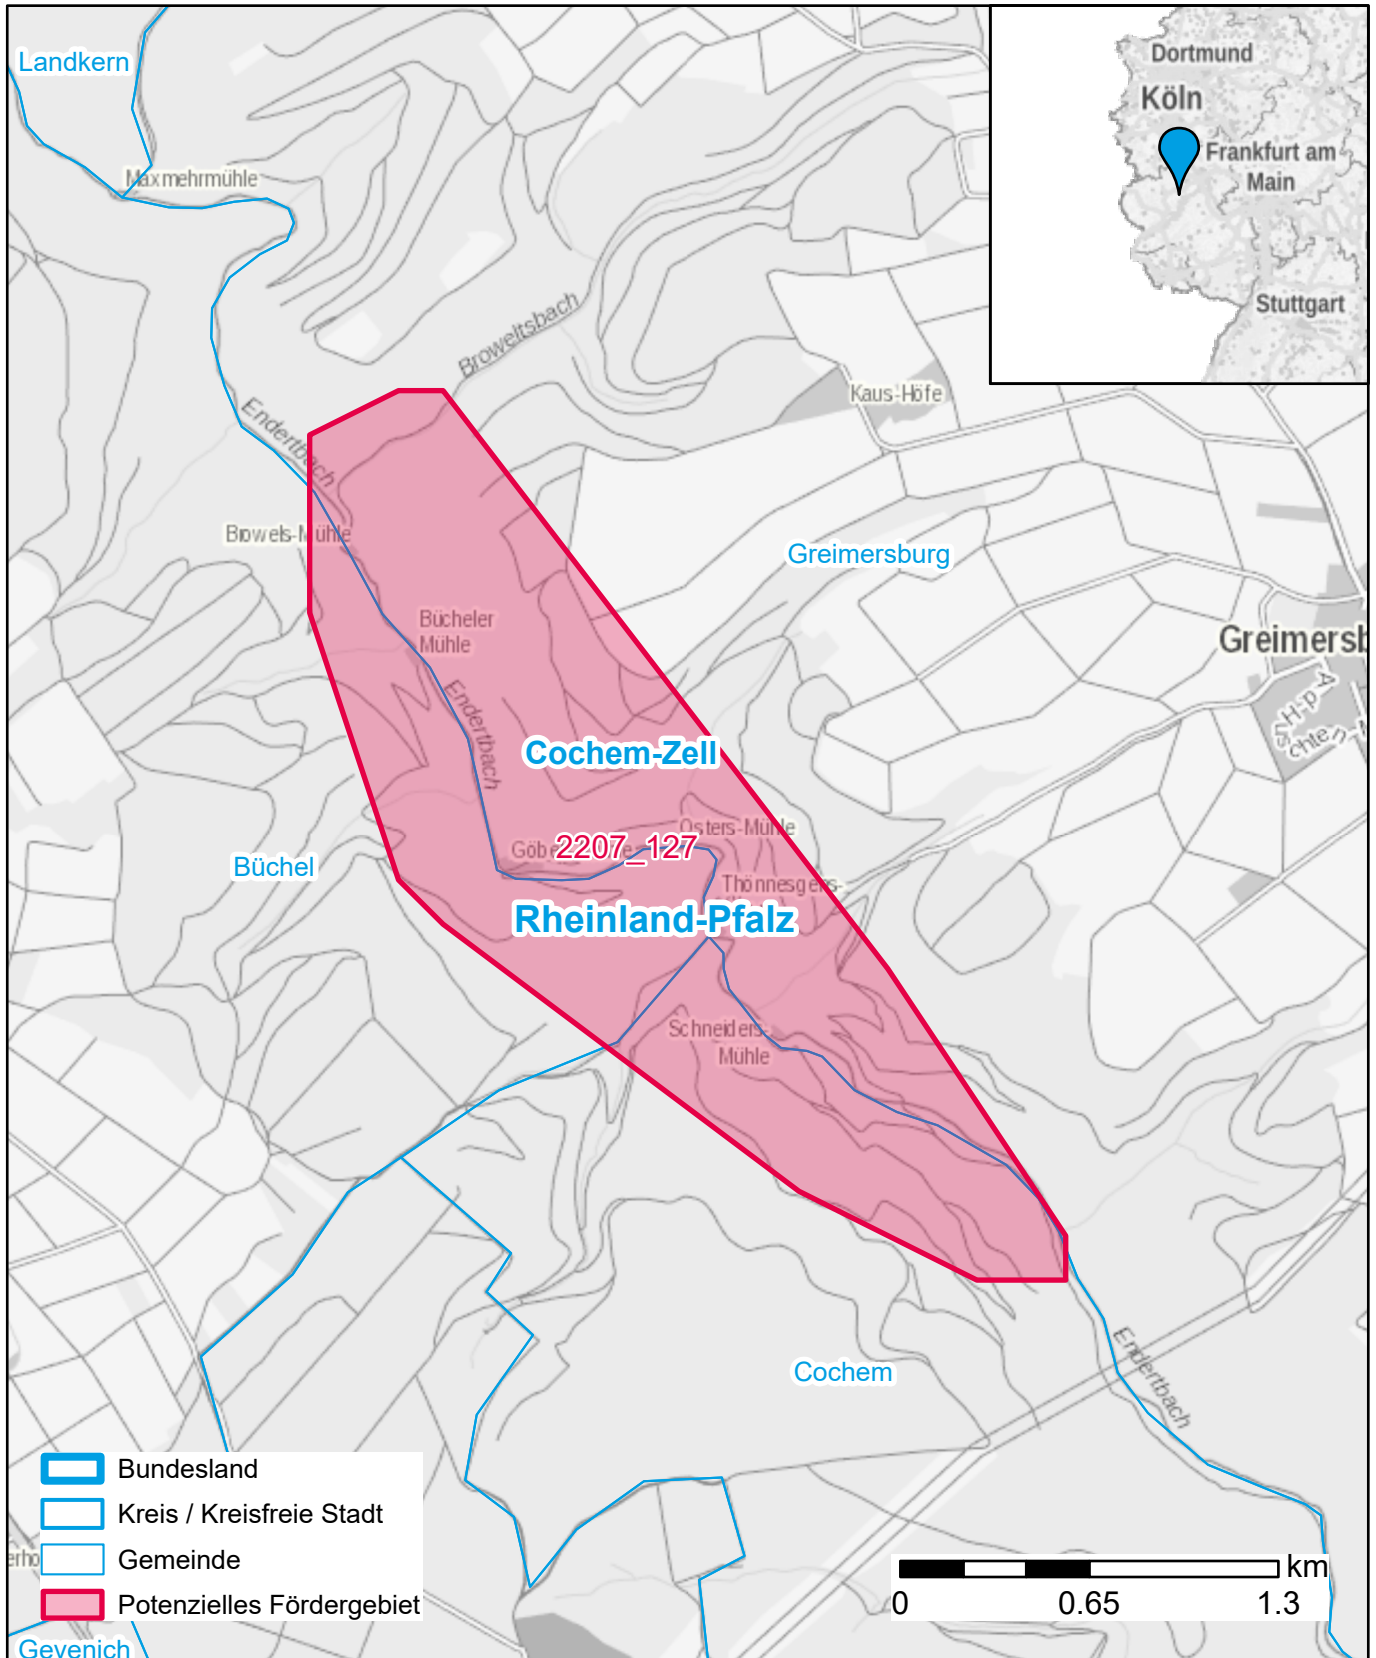 Landkern
Maxmehrmühle
Dortmund
Köln
Frankfurt am
Main
Stuttgart
Broweltsbach
Kaus-Höfe
Endertbach
Browels-Mühle
Greimersburg
Bücheler
Mühle
Greimersb
Endertbach
Cochem-Zell
Osters-Mühle
2207_127
Büchel
Thönnesgens-
Rheinland-Pfalz
Schneiders-
Mühle
Endertbach
Cochem
Bundesland
Kreis / Kreisfreie Stadt
Gemeinde
Potenzielles Fördergebiet
km
0 0.65 1.3
Gevenich